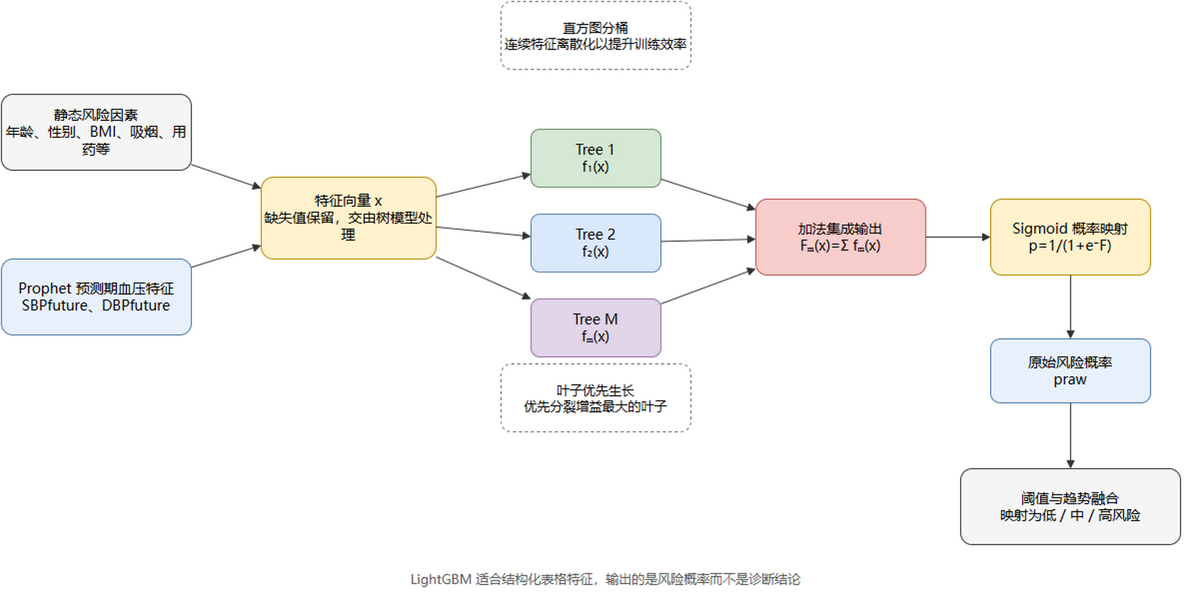 直方图分桶
连续特征离散化以提升训练效率
静态风险因素
年龄、性别、BMI、吸烟、用
药等
Prophet 预测期血压特征
SBPfuture、DBPfuture
特征向量 x
缺失值保留，交由树模型处
理
Tree 1
f₁(x)
Tree 2
f₂(x)
Tree M
fₘ(x)
叶子优先生长
优先分裂增益最大的叶子
加法集成输出
Fₘ(x)=Σ fₘ(x)
Sigmoid 概率映射
p=1/(1+e⁻F)
原始风险概率
praw
阈值与趋势融合
映射为低 / 中 / 高风险
LightGBM 适合结构化表格特征，输出的是风险概率而不是诊断结论